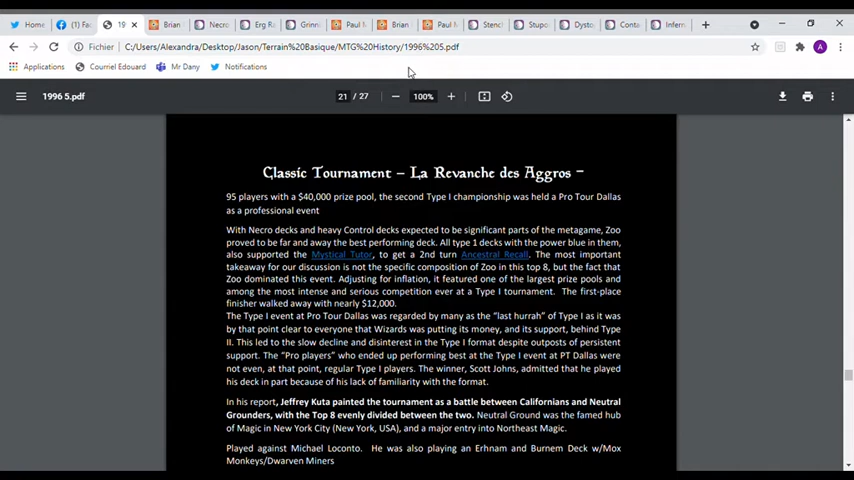 Home
(1) Fa
19
Brian
Necro
Erg Ra
Grinn
Paul M
Brian
Paul M
Stench
Stupo
Dysto
Conta
Infern
Fichier
C:/Users/Alexandra/Desktop/Jason/Terrain%20Basique/MTG%20History/1996%205.pdf
A
Applications
Courriel Edouard
Mr Dany
Notifications
1996 5.pdf
21 / 27
100%
Classic Tournament – La Revanche des Aggros –
95 players with a $40,000 prize pool, the second Type I championship was held a Pro Tour Dallas
as a professional event
With Necro decks and heavy Control decks expected to be significant parts of the metagame, Zoo
proved to be far and away the best performing deck. All type 1 decks with the power blue in them,
also supported the Mystical Tutor, to get a 2nd turn Ancestral Recall. The most important
takeaway for our discussion is not the specific composition of Zoo in this top 8, but the fact that
Zoo dominated this event. Adjusting for inflation, it featured one of the largest prize pools and
among the most intense and serious competition ever at a Type I tournament. The first-place
finisher walked away with nearly $12,000.
The Type I event at Pro Tour Dallas was regarded by many as the “last hurrah” of Type I as it was
by that point clear to everyone that Wizards was putting its money, and its support, behind Type
II. This led to the slow decline and disinterest in the Type I format despite outposts of persistent
support. The “Pro players” who ended up performing best at the Type I event at PT Dallas were
not even, at that point, regular Type I players. The winner, Scott Johns, admitted that he played
his deck in part because of his lack of familiarity with the format.
In his report, Jeffrey Kuta painted the tournament as a battle between Californians and Neutral
Grounders, with the Top 8 evenly divided between the two. Neutral Ground was the famed hub
of Magic in New York City (New York, USA), and a major entry into Northeast Magic.
Played against Michael Loconto. He was also playing an Erhnam and Burnem Deck w/Mox
Monkeys/Dwarven Miners